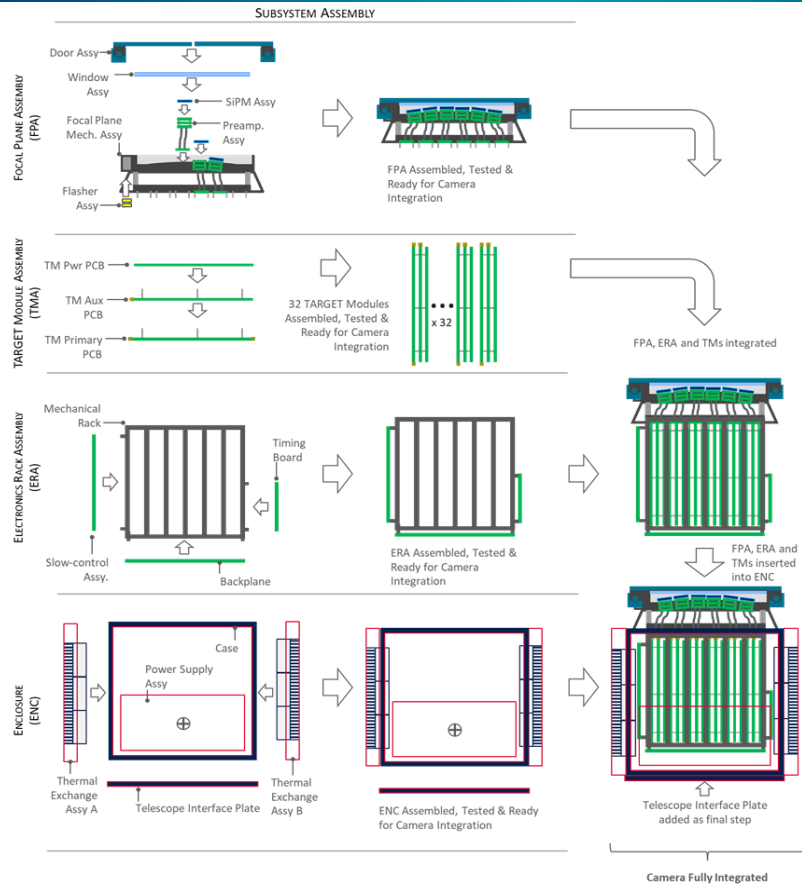 SUBSYSTEM ASSEMBLY
FOCAL PLANE ASSEMBLY
(FPA)
Door Assy
Window
Assy
SiPM Assy
Focal Plane
Mech. Assy
Preamp.
Assy
Flasher
Assy
FPA Assembled, Tested &
Ready for Camera
Integration
TARGET MODULE ASSEMBLY
(TMA)
TM Pwr PCB
TM Aux
PCB
TM Primary
PCB
32 TARGET Modules
Assembled, Tested &
Ready for Camera
Integration
x 32
FPA, ERA and TMs integrated
ELECTRONICS RACK ASSEMBLY
(ERA)
Mechanical
Rack
Timing
Board
Slow-control
Assy.
Backplane
ERA Assembled, Tested &
Ready for Camera
Integration
FPA, ERA and
TMs inserted
into ENC
ENCLOSURE
(ENC)
Case
Power Supply
Assy
Thermal
Exchange
Assy A
Telescope Interface Plate
Thermal
Exchange
Assy B
ENC Assembled, Tested & Ready
for Camera Integration
Telescope Interface Plate
added as final step
Camera Fully Integrated